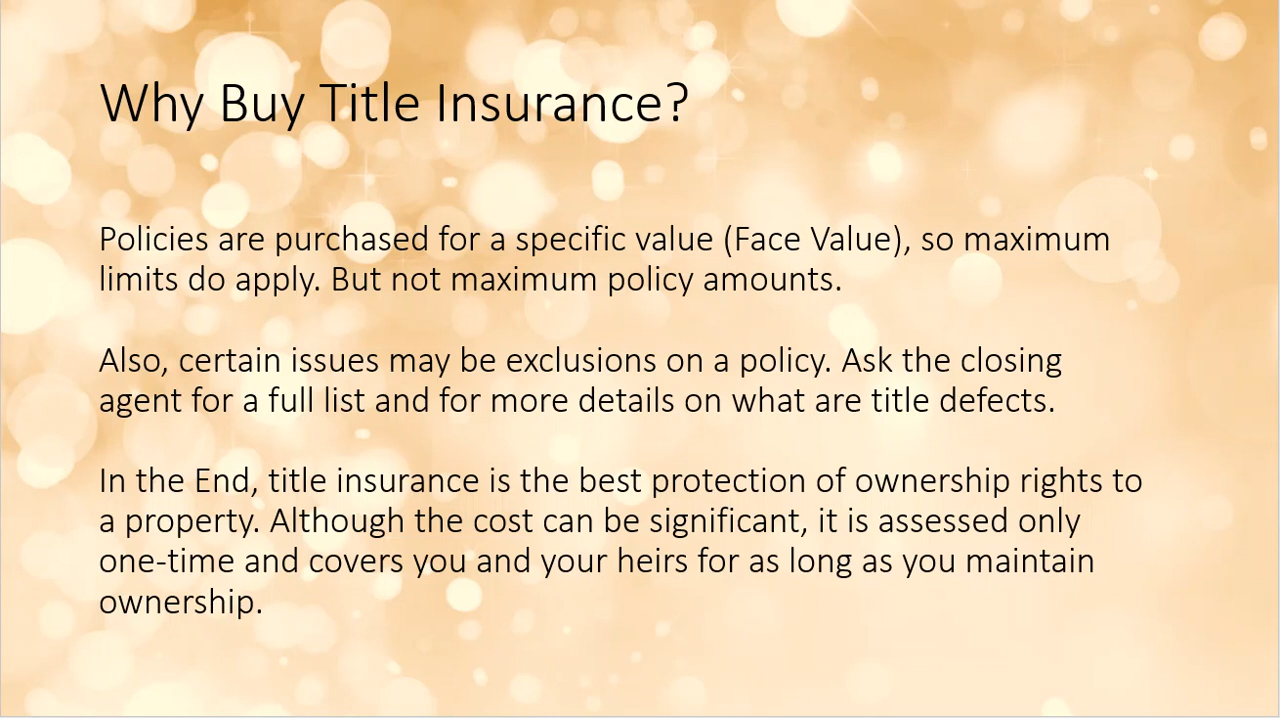 Why Buy Title Insurance?
Policies are purchased for a specific value (Face Value), so maximum
limits do apply. But not maximum policy amounts.
Also, certain issues may be exclusions on a policy. Ask the closing
agent for a full list and for more details on what are title defects.
In the End, title insurance is the best protection of ownership rights to
a property. Although the cost can be significant, it is assessed only
one-time and covers you and your heirs for as long as you maintain
ownership.